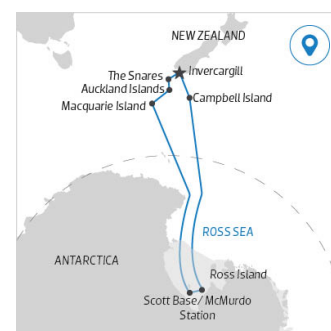 NEW ZEALAND
The Snares
Invercargill
Auckland Islands
Macquarie Island
Campbell Island
ROSS SEA
ANTARCTICA
Ross Island
Scott Base/ McMurdo
Station